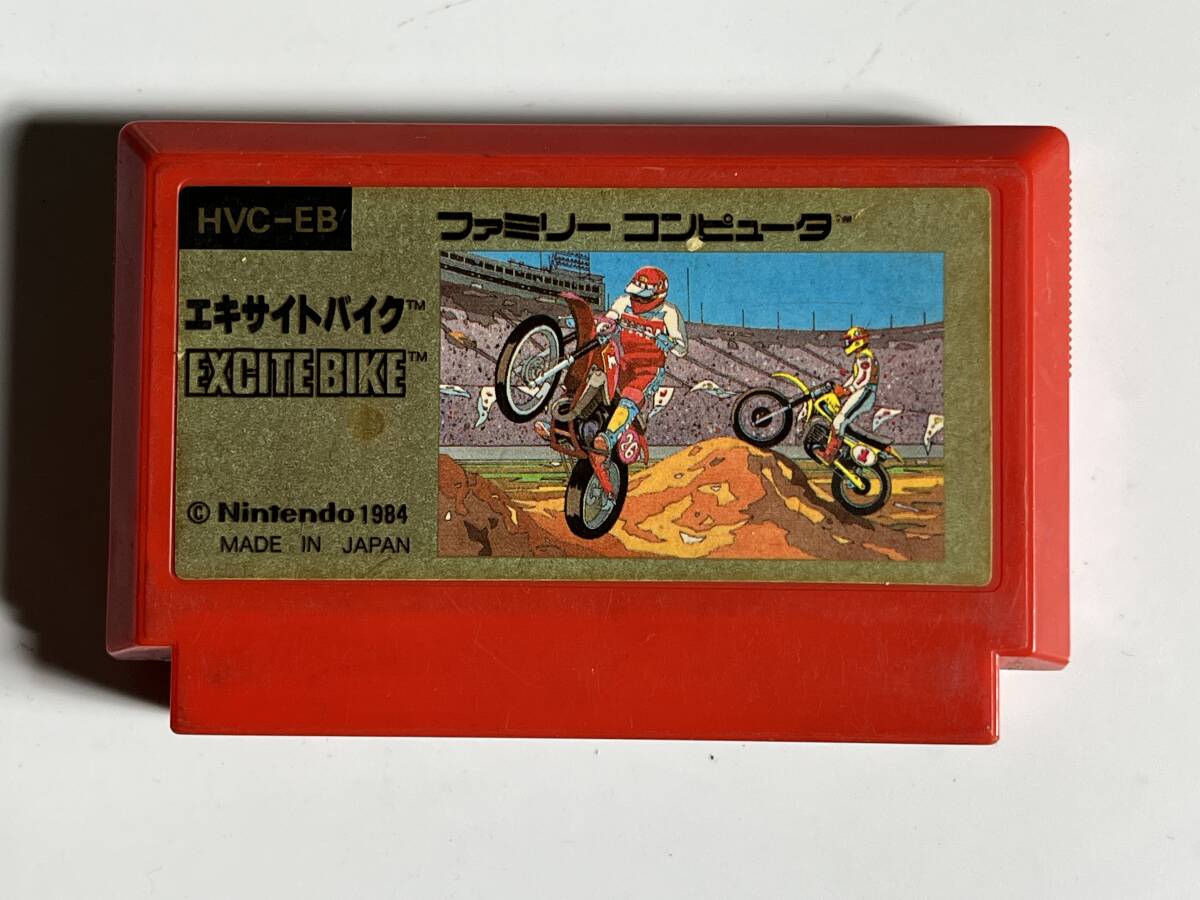 HVC-EB
ファミリー コンピュータ™
エキサイトバイク™
EXCITEBIKE™
© Nintendo 1984
MADE IN JAPAN
26